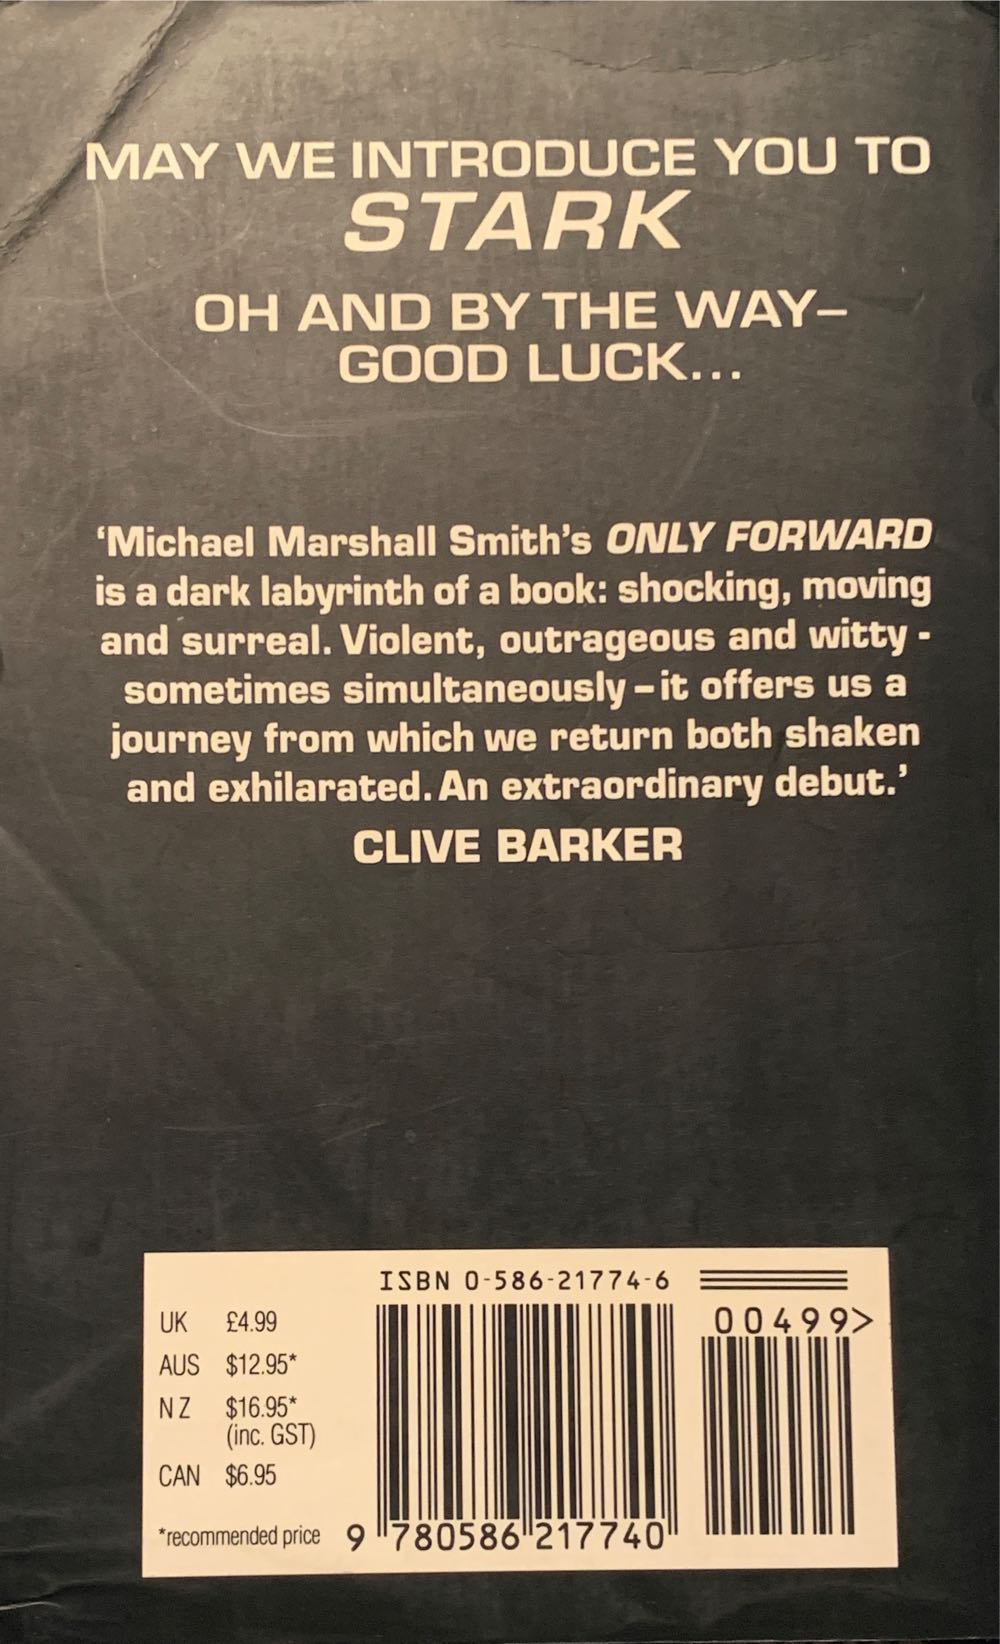 MAY WE INTRODUCE YOU TO
STARK
OH AND BY THE WAY–
GOOD LUCK...
‘Michael Marshall Smith’s ONLY FORWARD
is a dark labyrinth of a book: shocking, moving
and surreal. Violent, outrageous and witty -
sometimes simultaneously – it offers us a
journey from which we return both shaken
and exhilarated. An extraordinary debut.’
CLIVE BARKER
ISBN 0-586-21774-6
00499>
UK £4.99
AUS $12.95*
NZ $16.95*
(inc. GST)
CAN $6.95
*recommended price
9 780586 217740